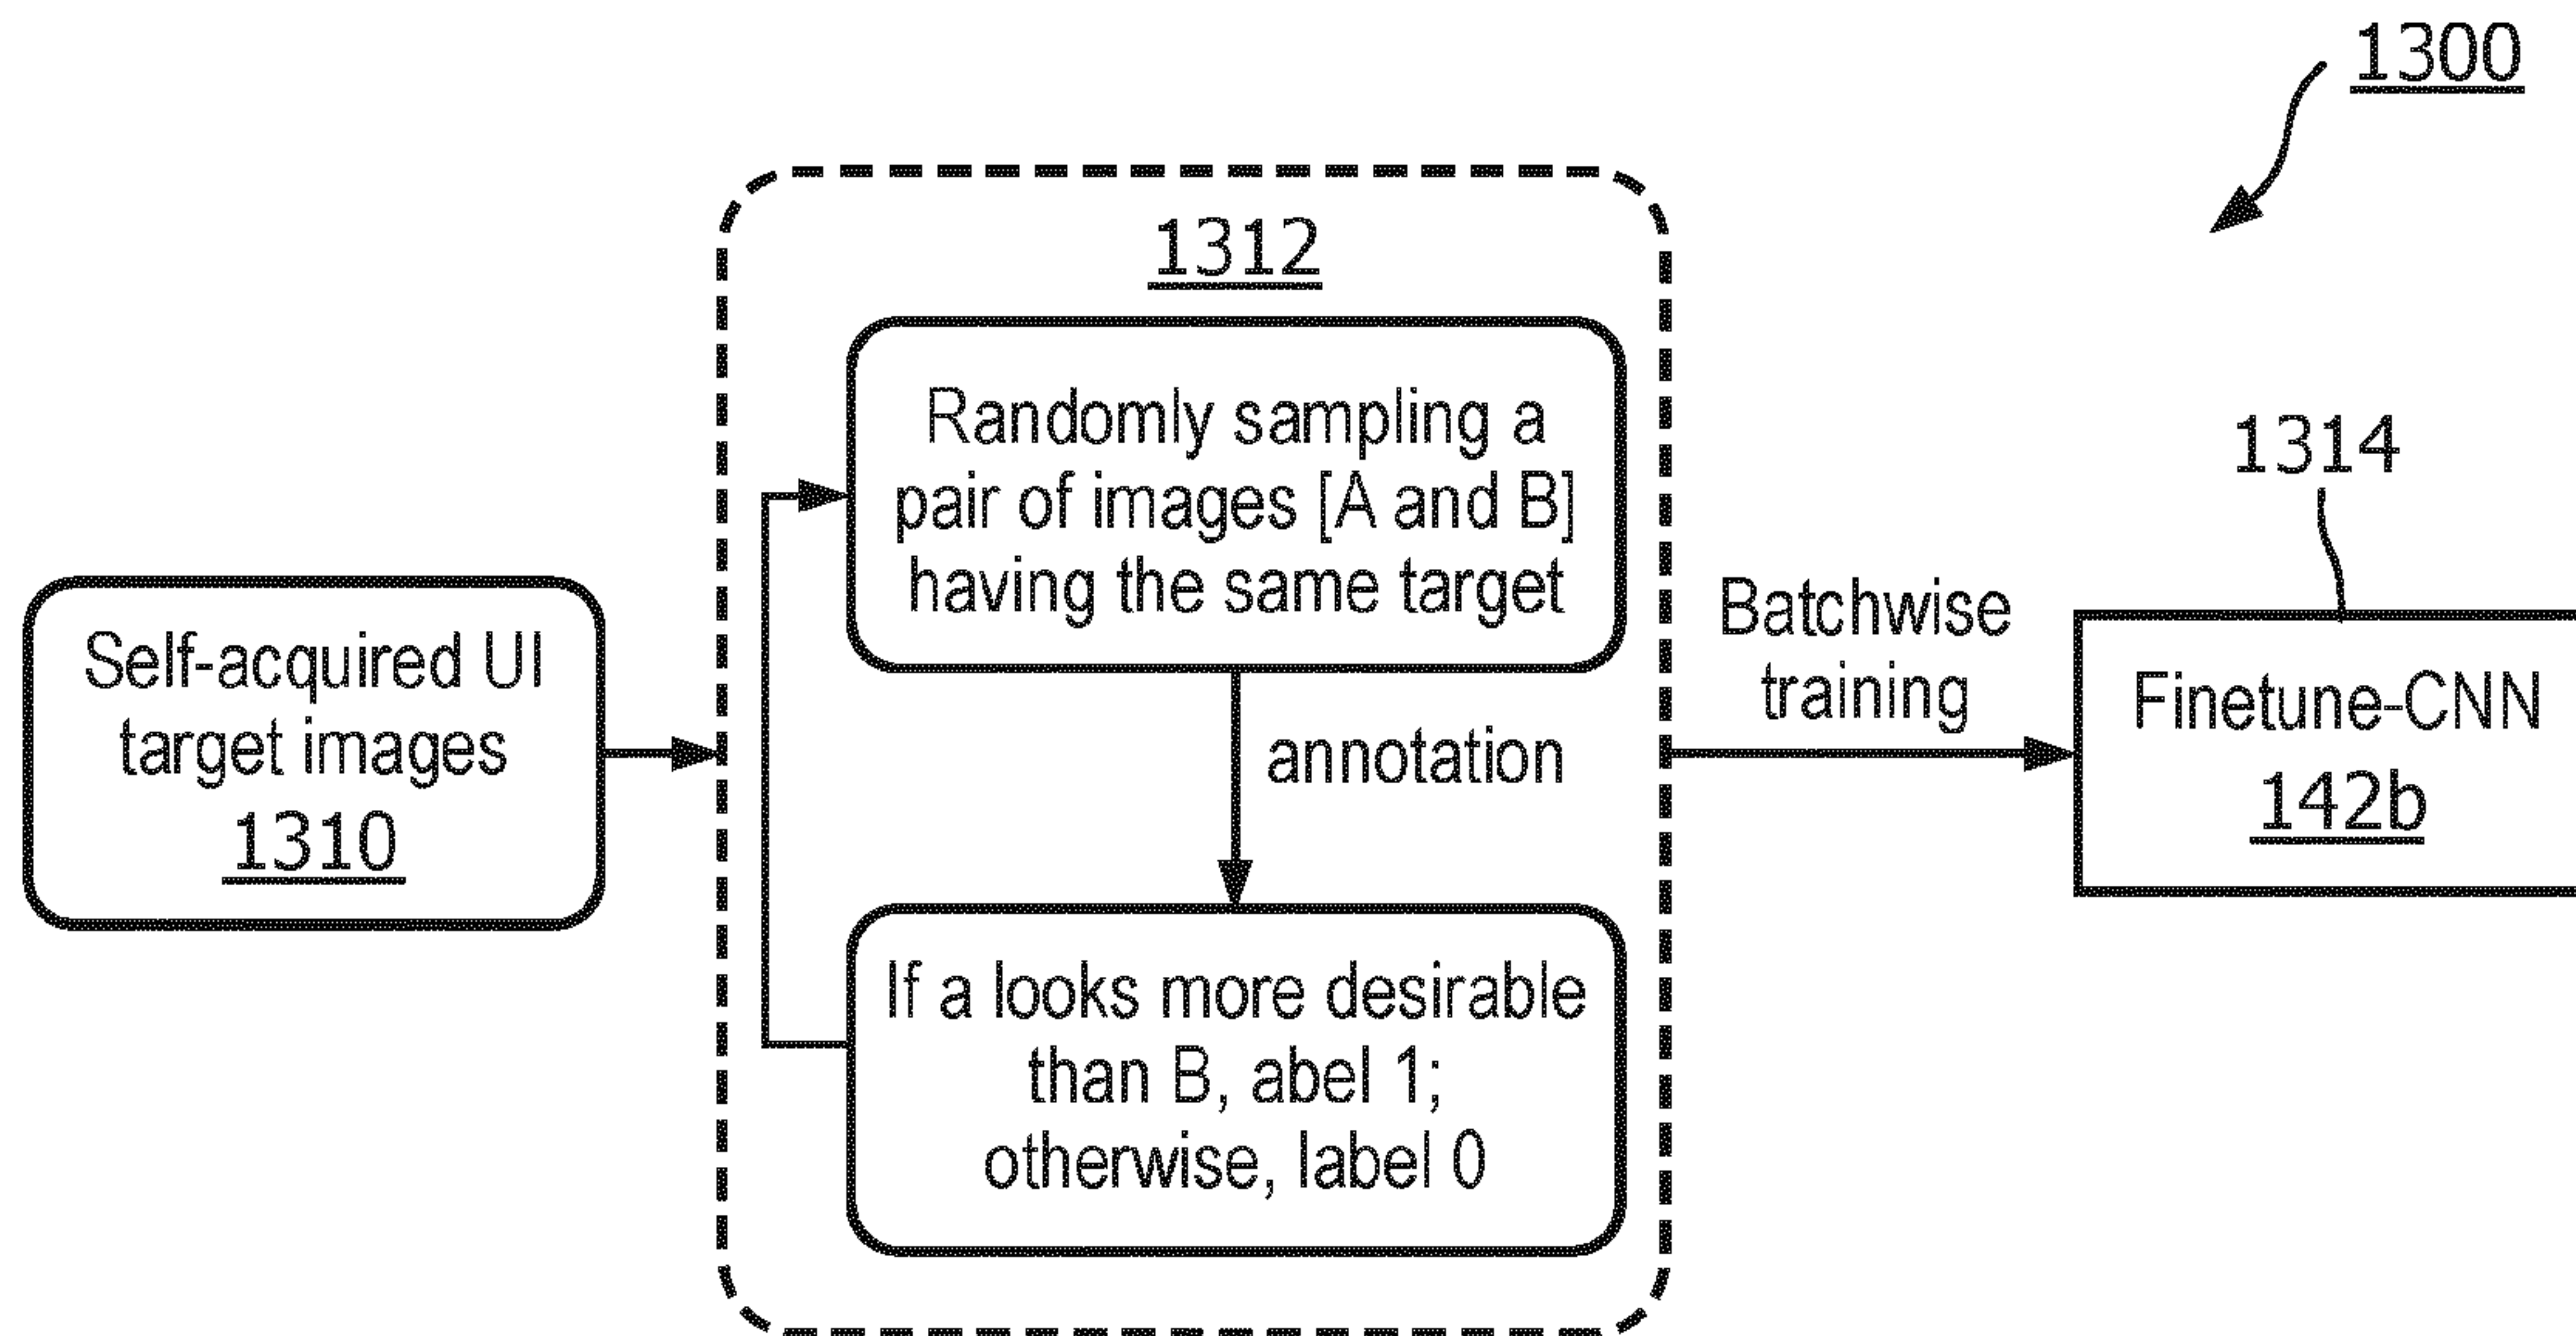 1300
1312
Randomly sampling a
pair of images [A and B]
having the same target
annotation
If a looks more desirable
than B, abel 1;
otherwise, label 0
Self-acquired UI
target images
1310
Batchwise
training
1314
Finetune-CNN
142b